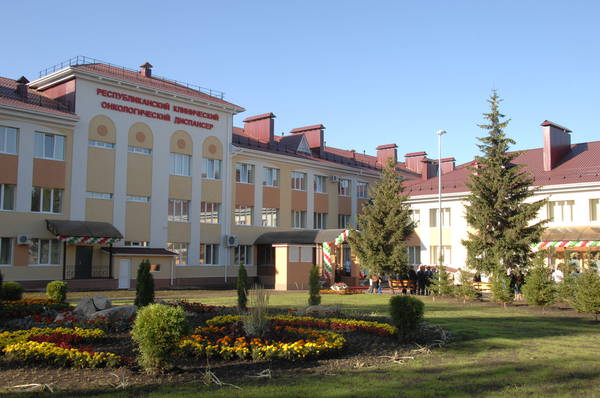 РЕСПУБЛИКАНСКИЙ КЛИНИЧЕСКИЙ
ОНКОЛОГИЧЕСКИЙ ДИСПАНСЕР